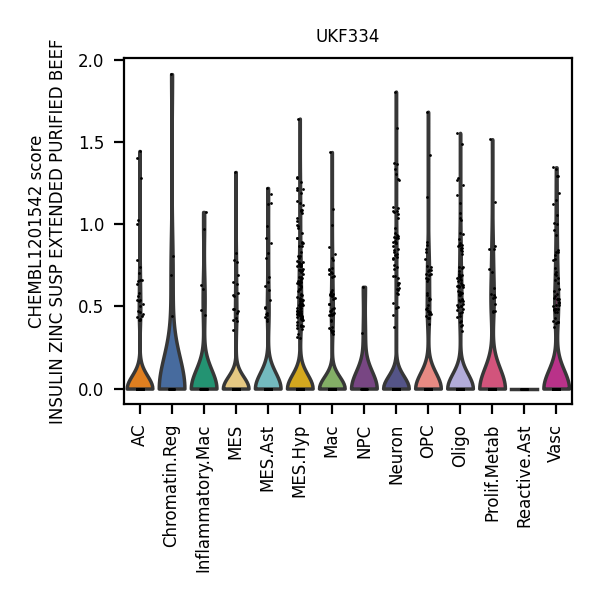 UKF334
CHEMBL1201542 score
INSULIN ZINC SUSP EXTENDED PURIFIED BEEF
2.0
1.5
1.0
0.5
0.0
AC
Chromatin.Reg
Inflammatory.Mac
MES
MES.Ast
MES.Hyp
Mac
NPC
Neuron
OPC
Oligo
Prolif.Metab
Reactive.Ast
Vasc